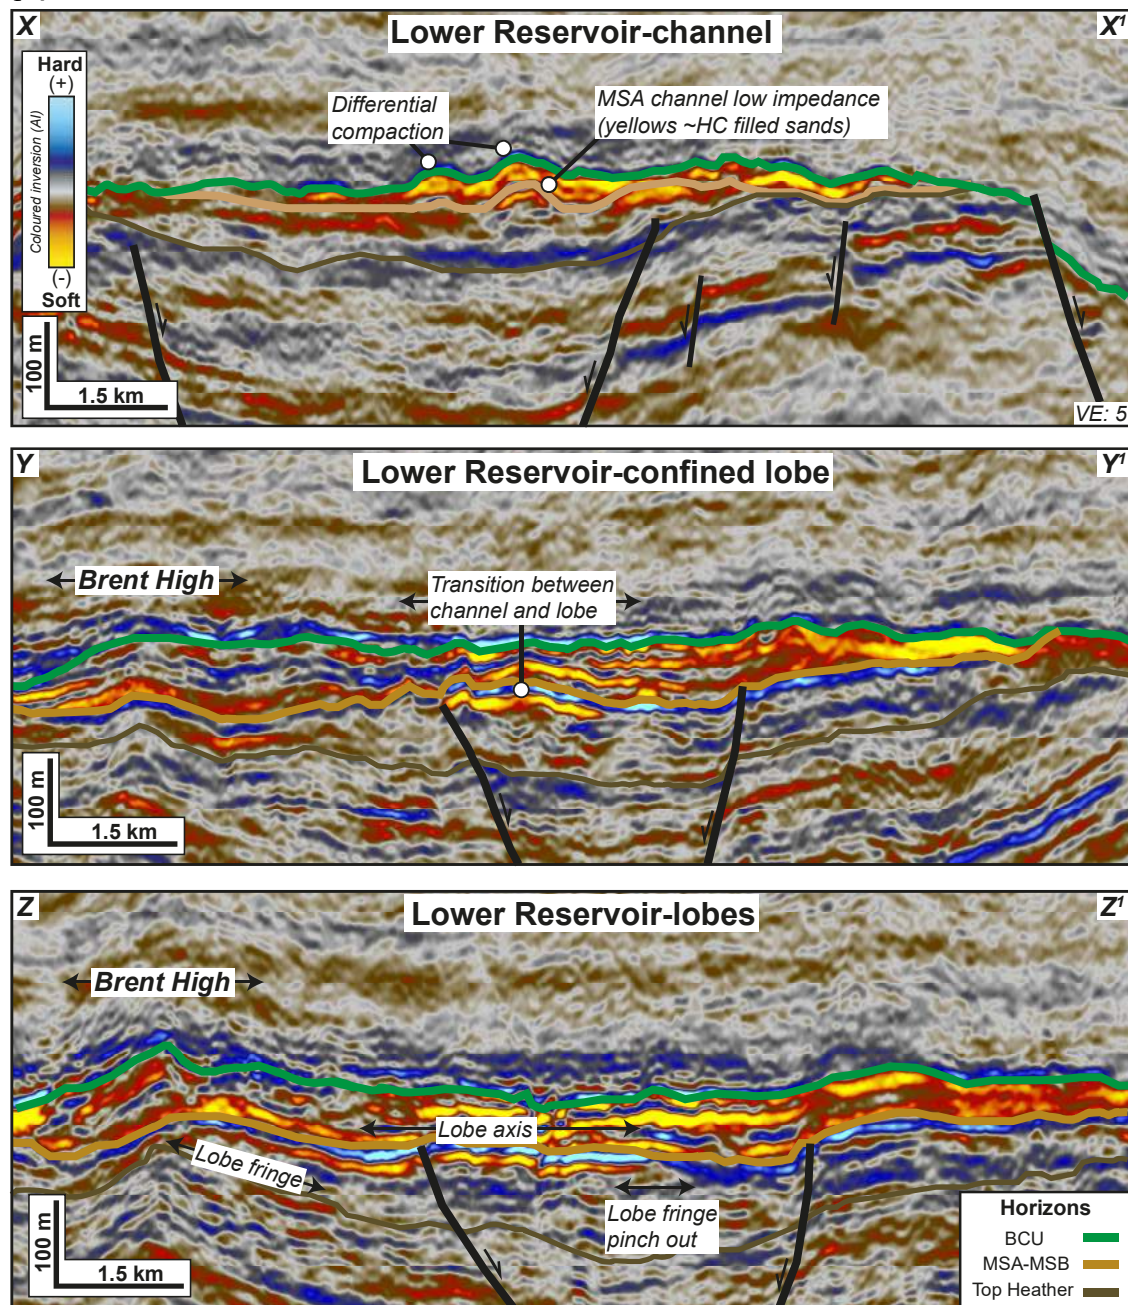 X
Lower Reservoir-channel
X¹
Hard
(+)
Coloured inversion (AI)
(-)
Soft
Differential
compaction
MSA channel low impedance
(yellows ~HC filled sands)
100 m
1.5 km
VE: 5
Y
Lower Reservoir-confined lobe
Y¹
Brent High
Transition between
channel and lobe
100 m
1.5 km
Z
Lower Reservoir-lobes
Z¹
Brent High
Lobe axis
Lobe fringe
Lobe fringe
pinch out
100 m
1.5 km
Horizons
BCU
MSA-MSB
Top Heather